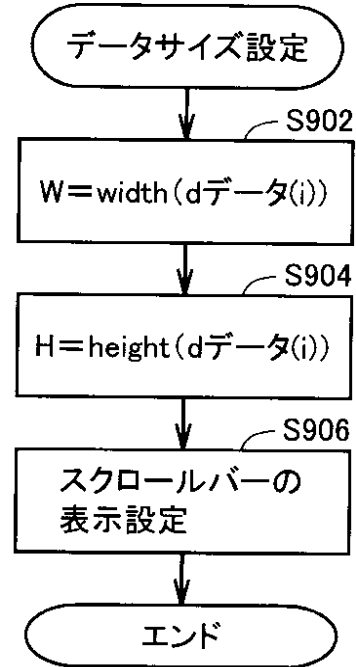 データサイズ設定
S902
W=width(dデータ(i))
S904
H=height(dデータ(i))
S906
スクロールバーの
表示設定
エンド